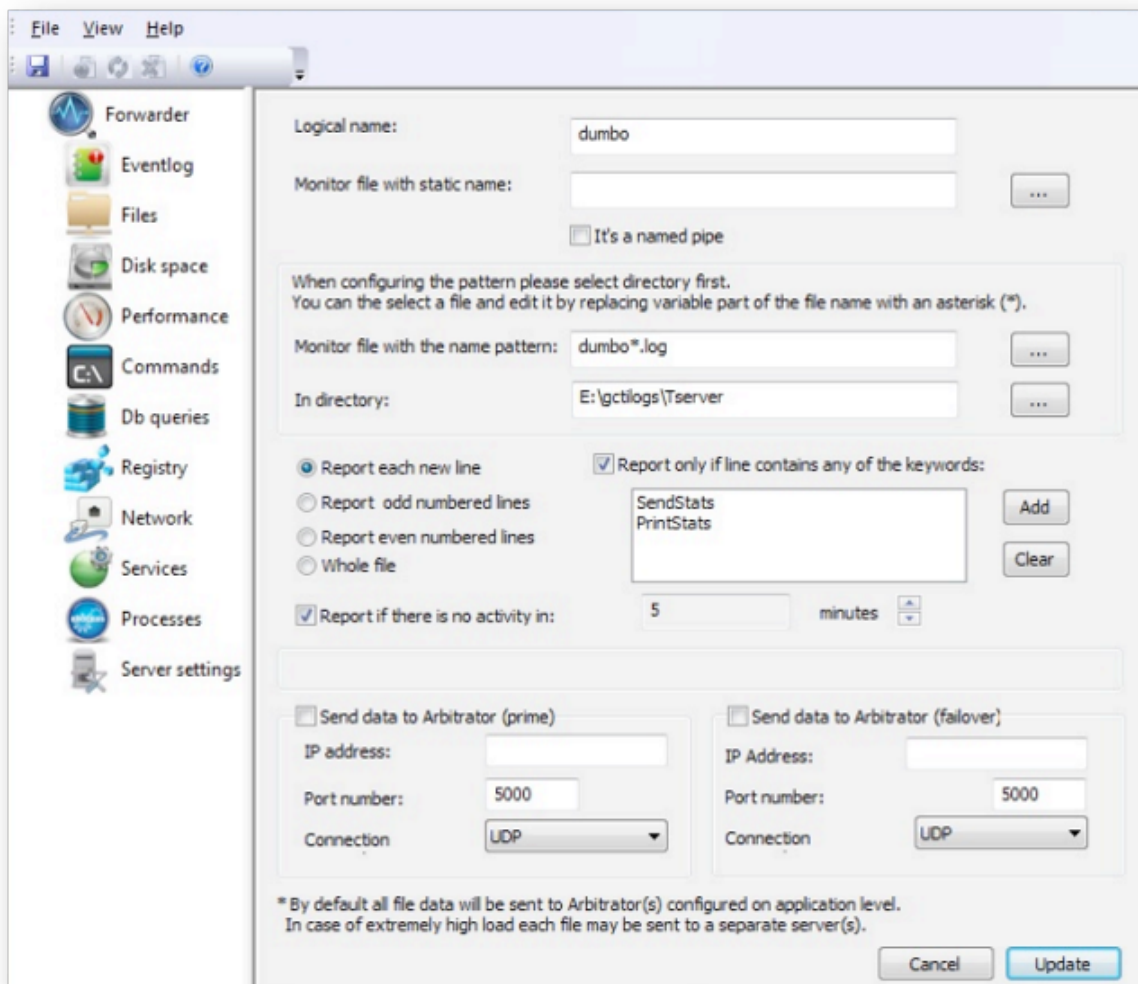 File View Help
Forwarder
Eventlog
Files
Disk space
Performance
C:\
Commands
Db queries
Registry
Network
Services
Processes
Server settings
Logical name: dumbo
Monitor file with static name: ...
It's a named pipe
When configuring the pattern please select directory first.
You can the select a file and edit it by replacing variable part of the file name with an asterisk (*).
Monitor file with the name pattern: dumbo*.log ...
In directory: E:\gctilogs\Tserver ...
Report each new line
Report odd numbered lines
Report even numbered lines
Whole file
Report only if line contains any of the keywords:
SendStats
PrintStats
Add
Clear
Report if there is no activity in: 5 minutes
Send data to Arbitrator (prime)
IP address:
Port number: 5000
Connection UDP
Send data to Arbitrator (failover)
IP Address:
Port number: 5000
Connection UDP
* By default all file data will be sent to Arbitrator(s) configured on application level.
In case of extremely high load each file may be sent to a separate server(s).
Cancel Update